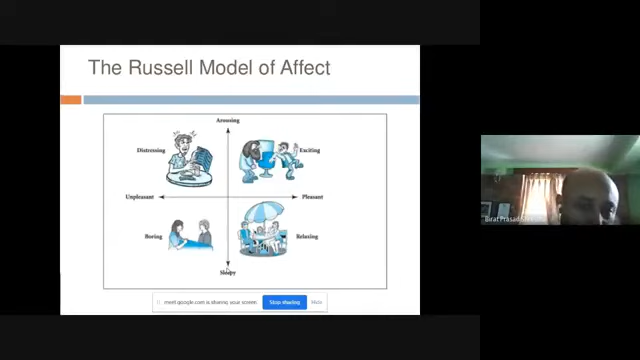 The Russell Model of Affect
Arousing
Distressing
Exciting
Unpleasant
Pleasant
Boring
Relaxing
Sleepy
meet.google.com is sharing your screen.
Stop sharing
Hide
Birat Prasad